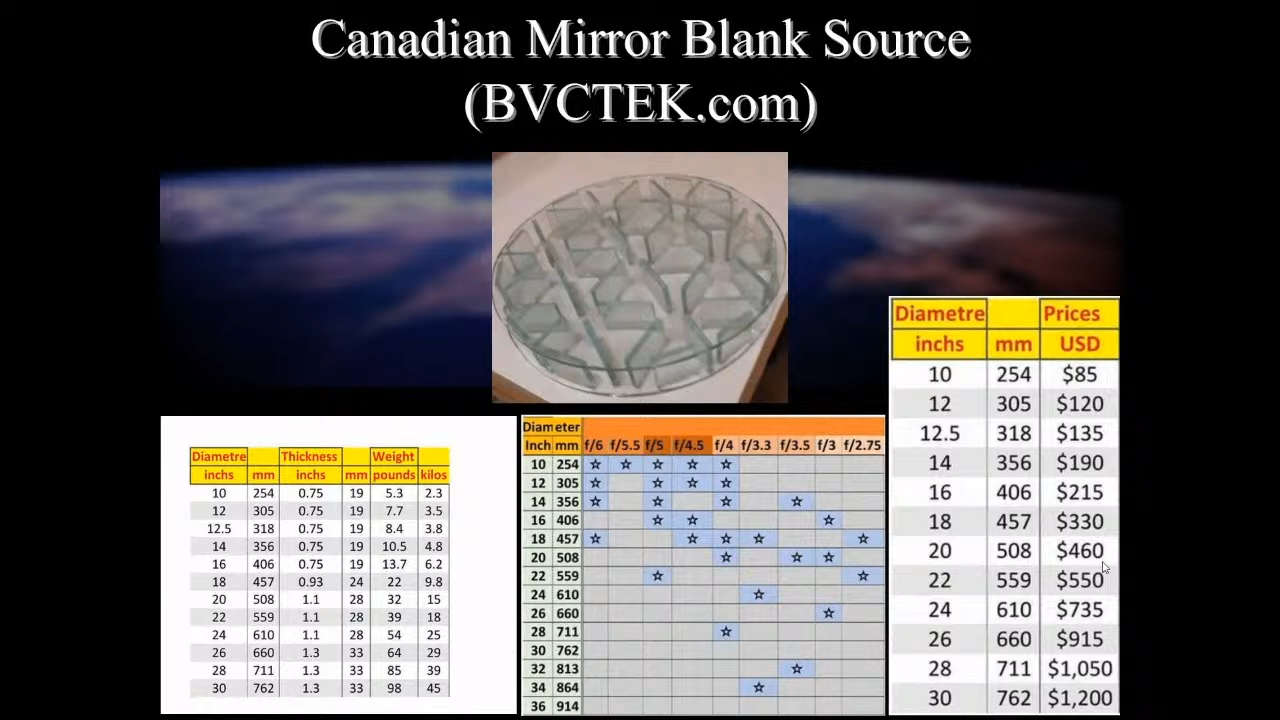 Canadian Mirror Blank Source
(BVCTEK.com)
Diametre Thickness Weight
inchs mm inches mm pounds kilos
10 254 0.75 19 5.3 2.3
12 305 0.75 19 7.7 3.5
12.5 318 0.75 19 8.4 3.8
14 356 0.75 19 10.5 4.8
16 406 0.75 19 13.7 6.2
18 457 0.93 24 22 9.8
20 508 1.1 28 32 15
22 559 1.1 28 39 18
24 610 1.1 28 54 25
26 660 1.3 33 64 29
28 711 1.3 33 85 39
30 762 1.3 33 98 45
Diameter
Inch mm f/6 f/5.5 f/5 f/4.5 f/4 f/3.3 f/3.5 f/3 f/2.75
10 254 ☆ ☆ ☆ ☆ ☆
12 305 ☆ ☆ ☆ ☆
14 356 ☆ ☆ ☆ ☆
16 406 ☆ ☆ ☆
18 457 ☆ ☆ ☆ ☆ ☆
20 508 ☆ ☆ ☆
22 559 ☆ ☆
24 610 ☆
26 660 ☆
28 711 ☆
30 762
32 813 ☆
34 864 ☆
36 914
Diametre Prices
inchs mm USD
10 254 $85
12 305 $120
12.5 318 $135
14 356 $190
16 406 $215
18 457 $330
20 508 $460
22 559 $550
24 610 $735
26 660 $915
28 711 $1,050
30 762 $1,200